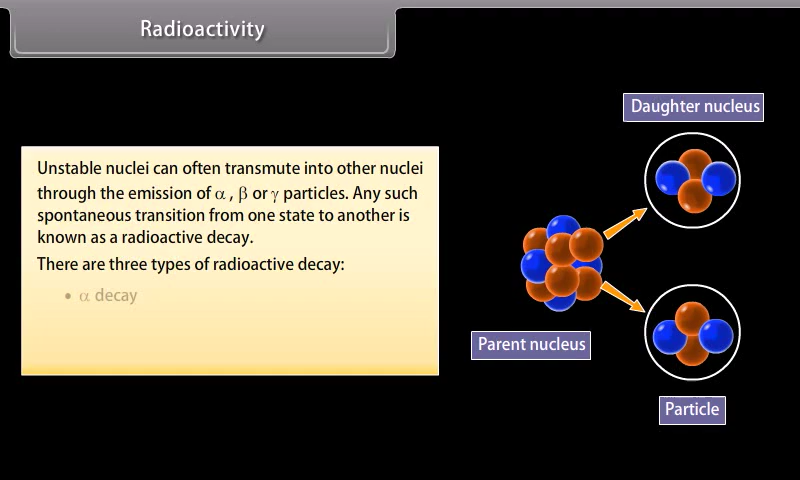 Radioactivity
Unstable nuclei can often transmute into other nuclei
through the emission of α , β or γ particles. Any such
spontaneous transition from one state to another is
known as a radioactive decay.
There are three types of radioactive decay:
• α decay
Daughter nucleus
Parent nucleus
Particle